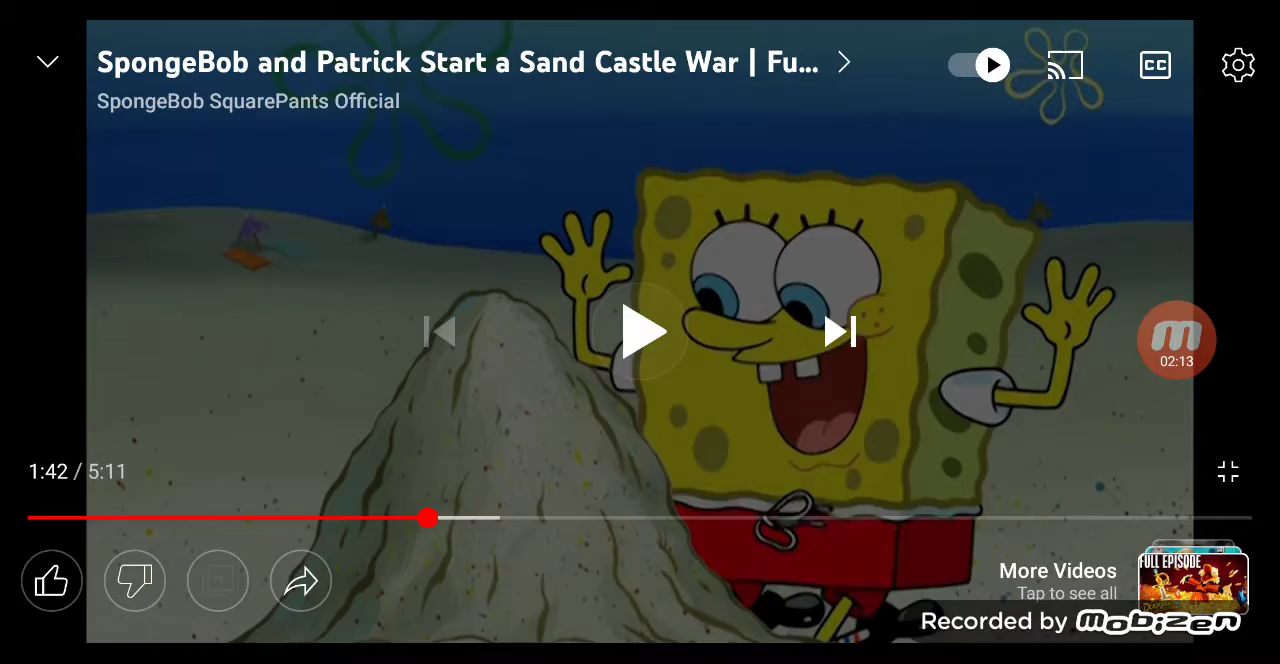 SpongeBob and Patrick Start a Sand Castle War | Fu...
SpongeBob SquarePants Official
CC
02:13
1:42 / 5:11
More Videos
Tap to see all
FULL EPISODE
Recorded by mobizen